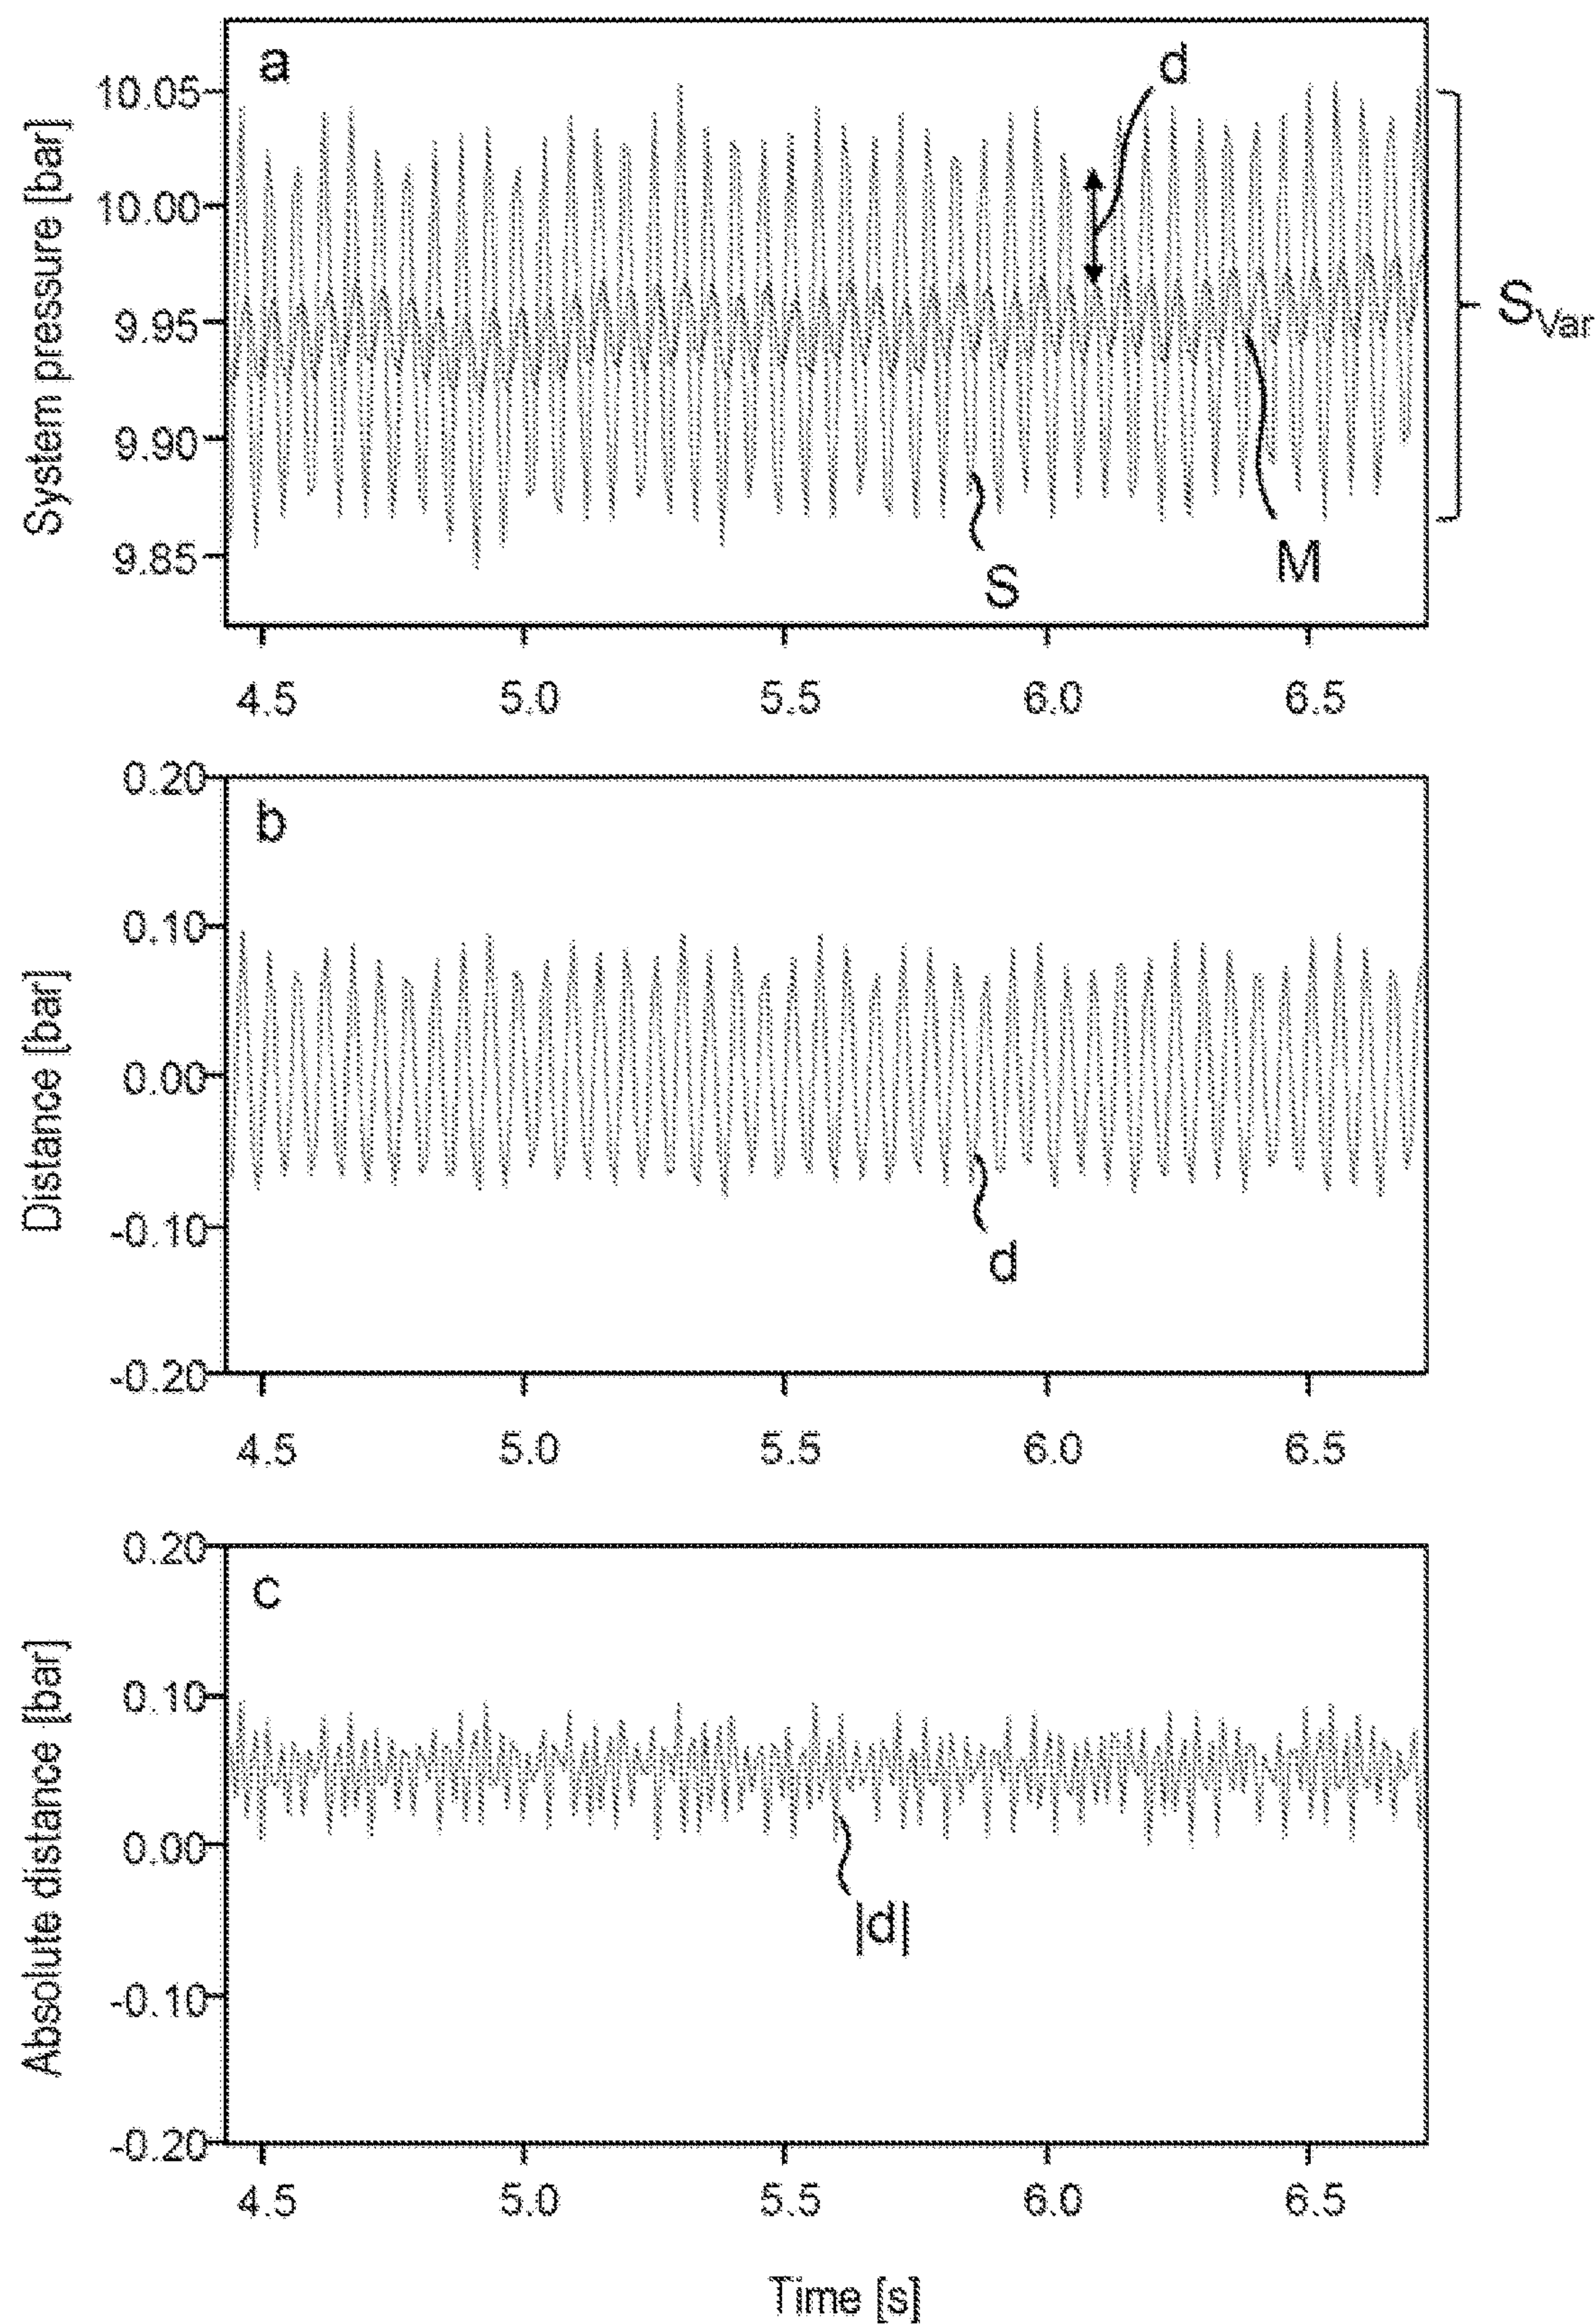 a
d
System pressure [bar]
10.05
10.00
9.95
9.90
9.85
S_Var
S
M
4.5 5.0 5.5 6.0 6.5
b
Distance [bar]
0.20
0.10
0.00
-0.10
-0.20
d
4.5 5.0 5.5 6.0 6.5
c
Absolute distance [bar]
0.20
0.10
0.00
-0.10
-0.20
|d|
4.5 5.0 5.5 6.0 6.5
Time [s]